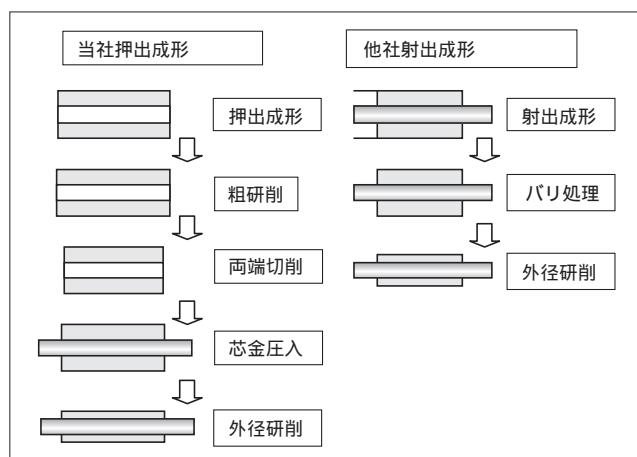 当社押出成形
押出成形
粗研削
両端切削
芯金圧入
外径研削
他社射出成形
射出成形
バリ処理
外径研削